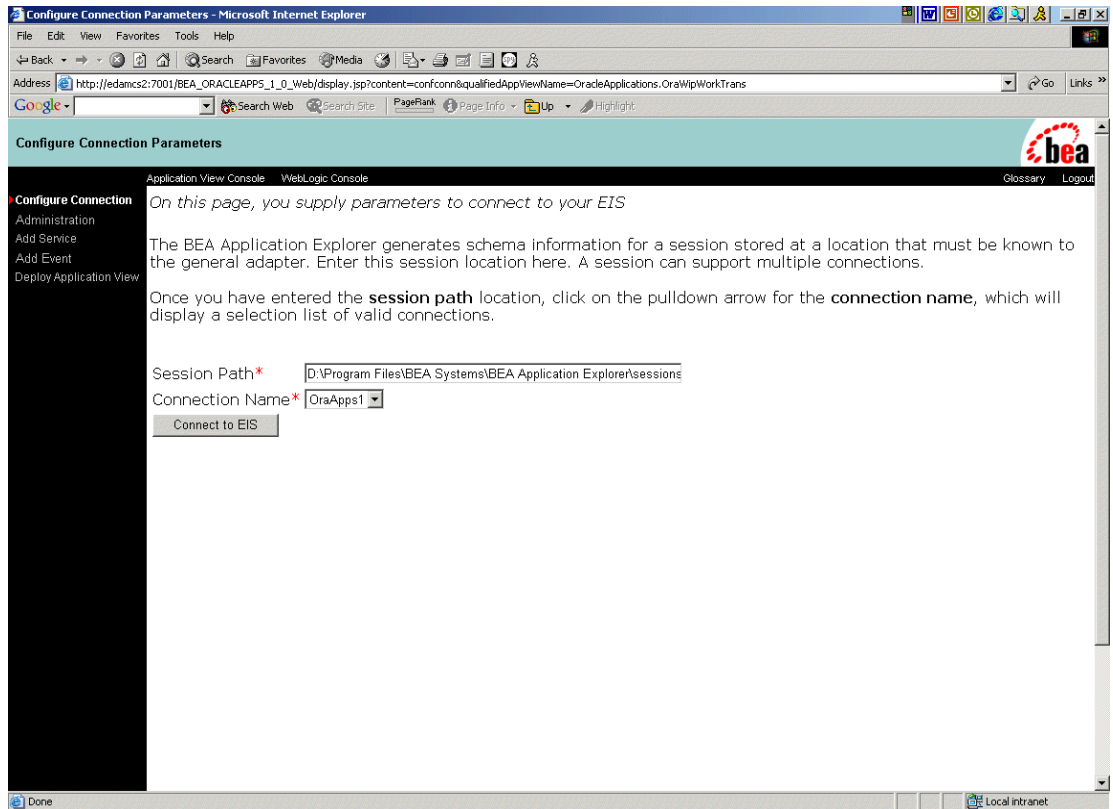 Configure Connection Parameters - Microsoft Internet Explorer
File Edit View Favorites Tools Help
Back Search Favorites Media
Address http://edamcs2:7001/BEA_ORACLEAPPS_1_0_Web/display.jsp?content=confconn&qualifiedAppViewName=OracleApplications.OraWipWorkTrans Go Links »
Google Search Web Search Site PageRank Page Info Up Highlight
Configure Connection Parameters
bea
Application View Console WebLogic Console Glossary Logout
Configure Connection
Administration
Add Service
Add Event
Deploy Application View
On this page, you supply parameters to connect to your EIS
The BEA Application Explorer generates schema information for a session stored at a location that must be known to
the general adapter. Enter this session location here. A session can support multiple connections.
Once you have entered the session path location, click on the pulldown arrow for the connection name, which will
display a selection list of valid connections.
Session Path* D:\Program Files\BEA Systems\BEA Application Explorer\sessions
Connection Name* OraApps1
Connect to EIS
Done Local intranet